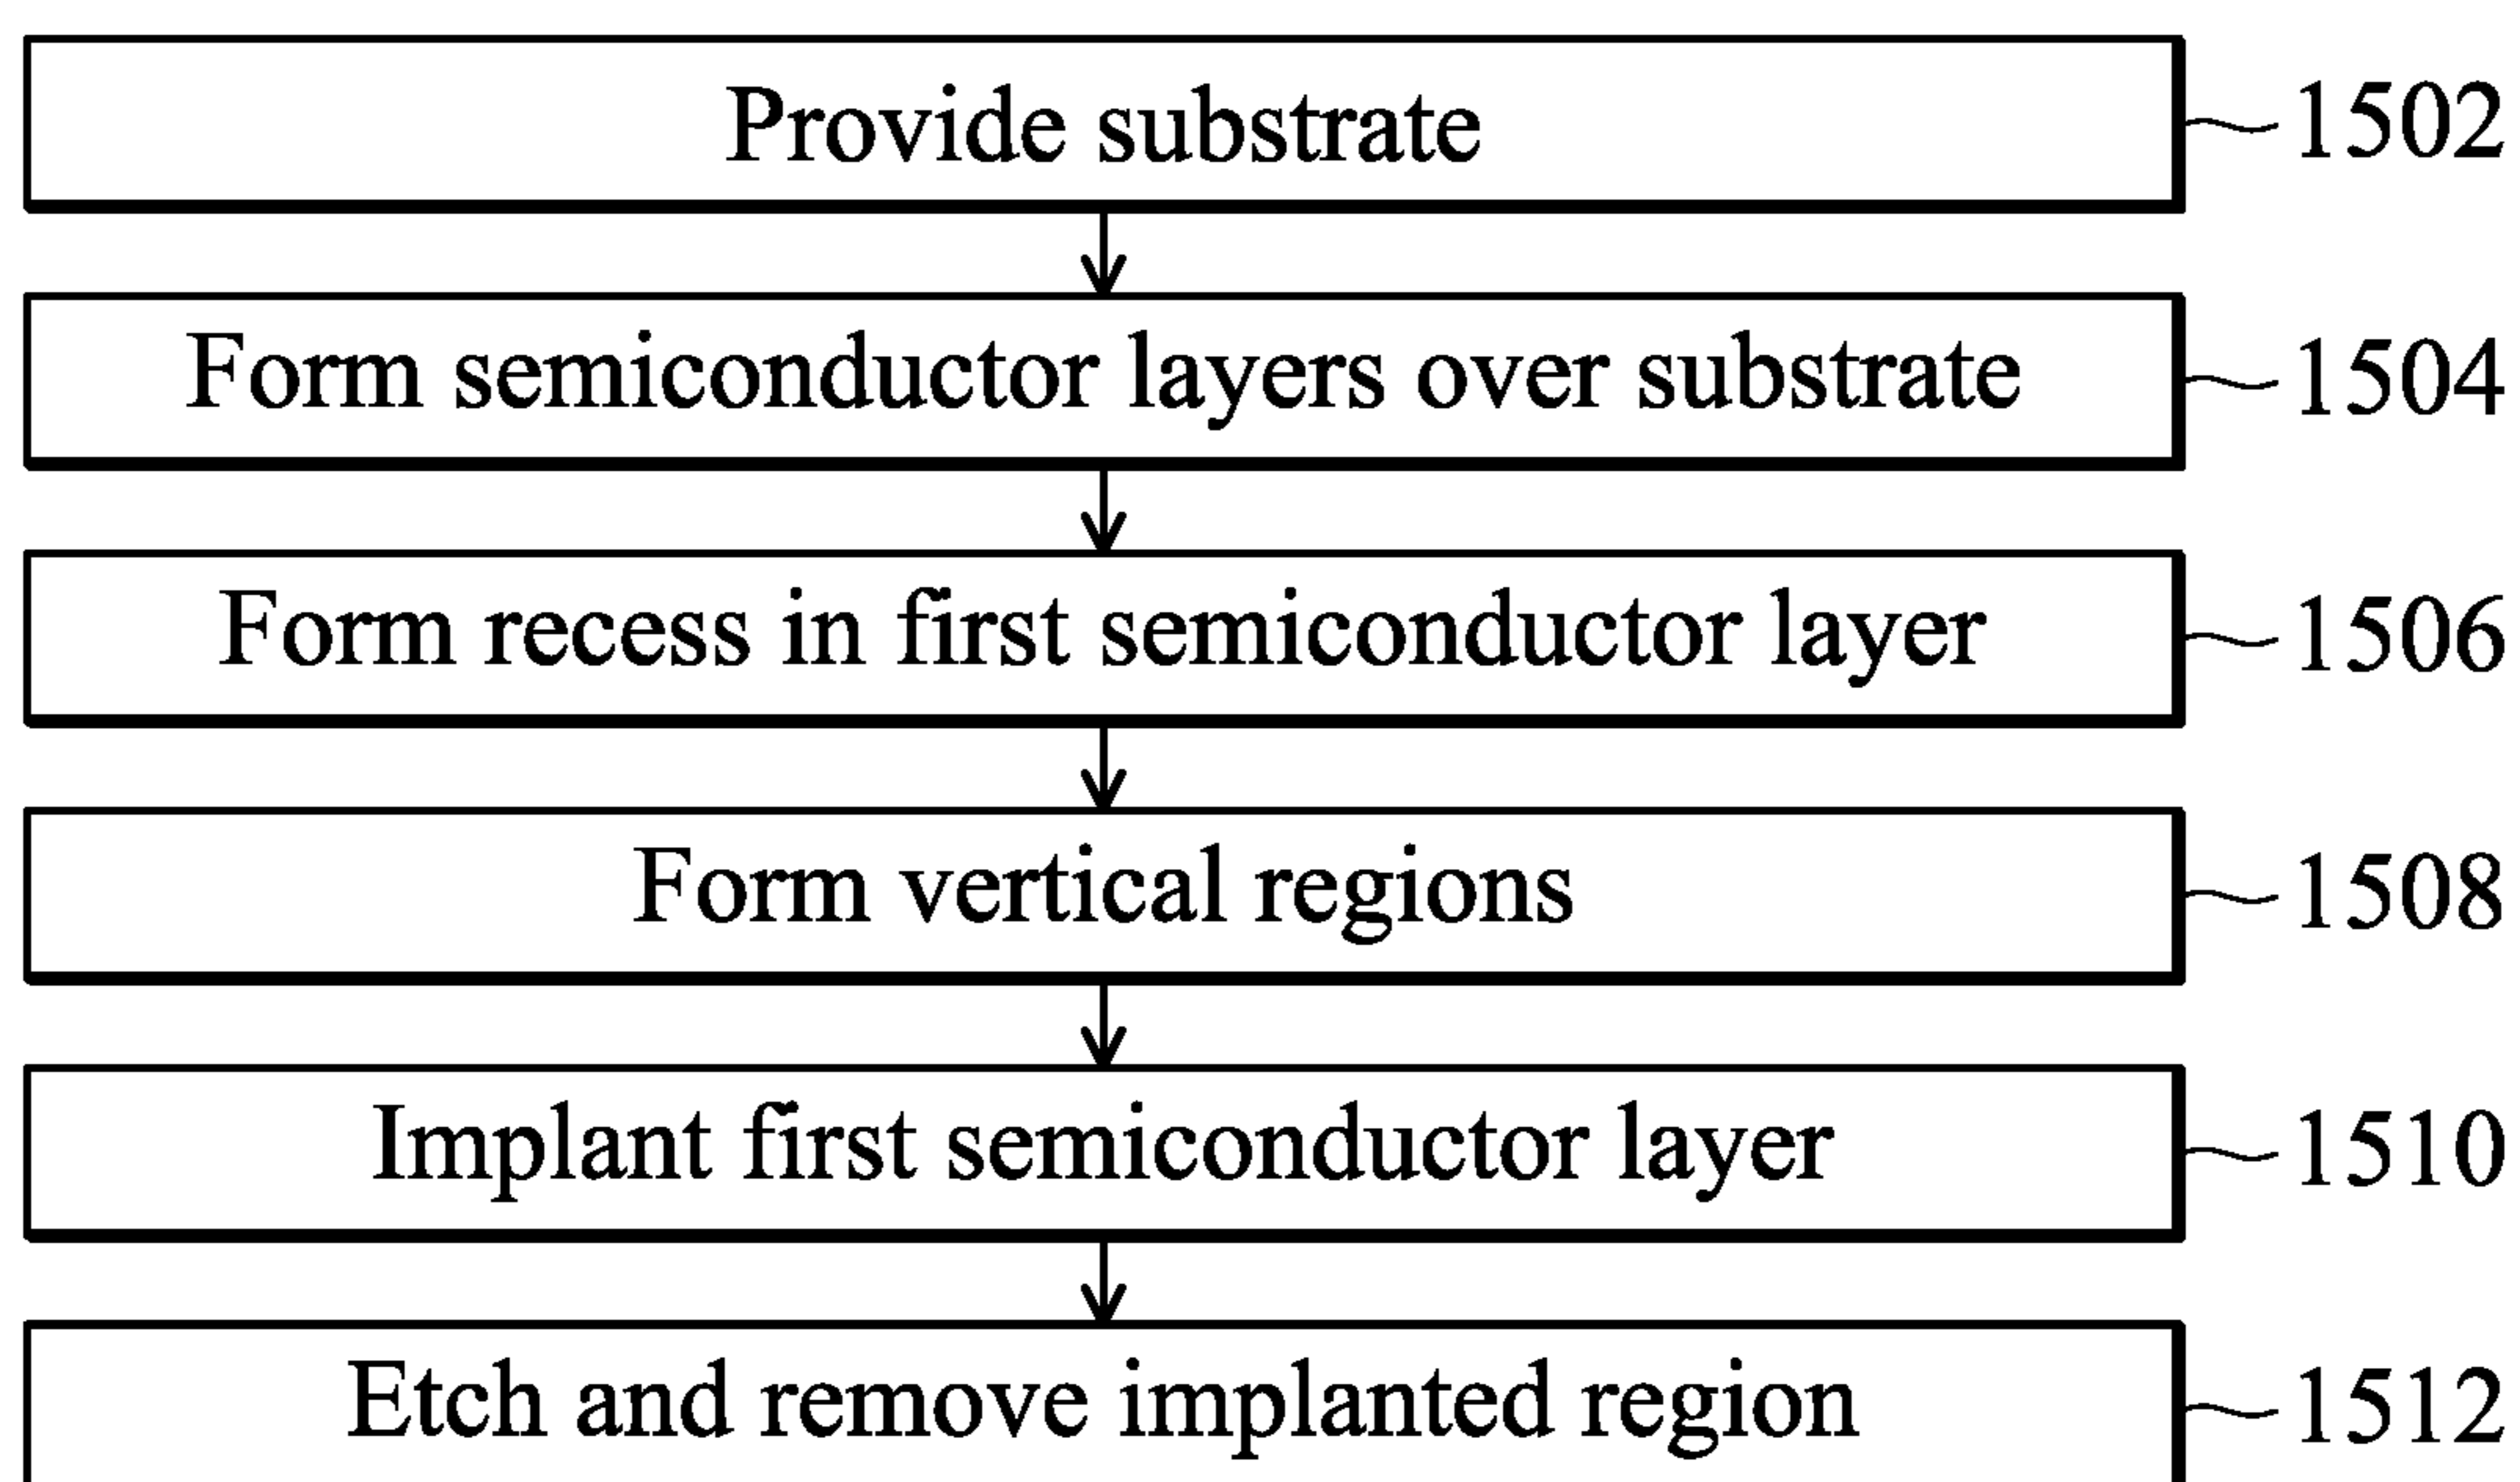 Provide substrate 1502
Form semiconductor layers over substrate 1504
Form recess in first semiconductor layer 1506
Form vertical regions 1508
Implant first semiconductor layer 1510
Etch and remove implanted region 1512